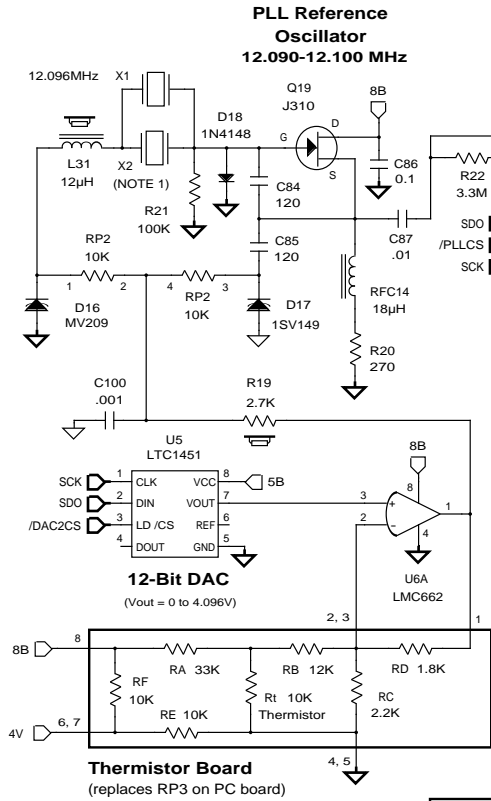 PLL Reference
Oscillator
12.090-12.100 MHz
12.096MHz
X1
Q19
J310
8B
D18
1N4148
G
D
S
L31
12µH
X2
(NOTE 1)
R21
100K
C84
120
C86
0.1
R22
3.3M
C85
120
C87
.01
SDO
/PLLCS
SCK
RP2
10K
1
2
4
3
RP2
10K
D16
MV209
D17
1SV149
RFC14
18µH
R20
270
C100
.001
R19
2.7K
U5
LTC1451
8B
SCK
1
CLK
VCC
8
5B
SDO
2
DIN
VOUT
7
3
+
8
1
/DAC2CS
3
LD /CS
REF
6
2
−
4
4
DOUT
GND
5
U6A
LMC662
12-Bit DAC
(Vout = 0 to 4.096V)
2, 3
1
8B
8
RA 33K
RB 12K
RD 1.8K
RF
10K
Rt 10K
Thermistor
RC
2.2K
4V
6, 7
RE 10K
4, 5
Thermistor Board
(replaces RP3 on PC board)